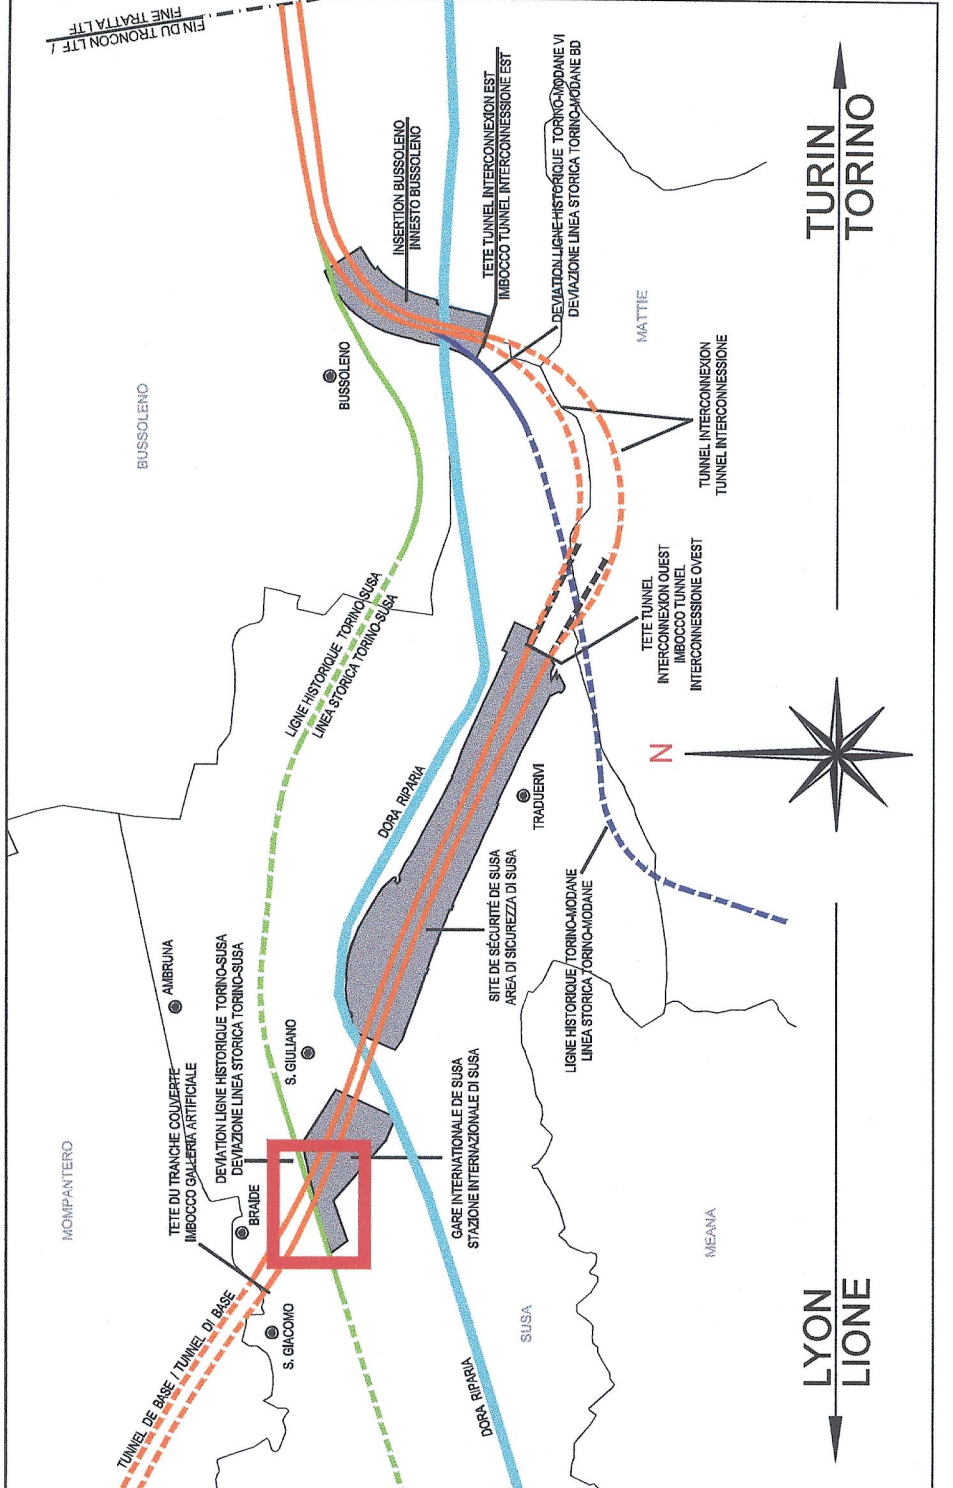 FIN DU TRONCON LTF /
FINE TRATTA LTF
TURIN
TORINO
INSERTION BUSSOLENO
INNESTO BUSSOLENO
TETE TUNNEL INTERCONNEXION EST
IMBOCCO TUNNEL INTERCONNESSIONE EST
DEVIATION LIGNE HISTORIQUE TORINO-MODANE VI
DEVIAZIONE LINEA STORICA TORINO-MODANE BD
MATTIE
BUSSOLENO
BUSSOLENO
TUNNEL INTERCONNEXION
TUNNEL INTERCONNESSIONE
LIGNE HISTORIQUE TORINO-SUSA
LINEA STORICA TORINO-SUSA
TETE TUNNEL
INTERCONNEXION OUEST
IMBOCCO TUNNEL
INTERCONNESSIONE OVEST
N
DORA RIPARIA
TRADUERIVI
SITE DE SÉCURITÉ DE SUSA
AREA DI SICUREZZA DI SUSA
LIGNE HISTORIQUE TORINO-MODANE
LINEA STORICA TORINO-MODANE
AMBRUNA
S. GIULIANO
DEVIATION LIGNE HISTORIQUE TORINO-SUSA
DEVIAZIONE LINEA STORICA TORINO-SUSA
TETE DU TRANCHE COUVERTE
IMBOCCO GALLERIA ARTIFICIALE
GARE INTERNATIONALE DE SUSA
STAZIONE INTERNAZIONALE DI SUSA
MOMPANTERO
BRAIDE
MEANA
S. GIACOMO
SUSA
TUNNEL DE BASE / TUNNEL DI BASE
DORA RIPARIA
LYON
LIONE